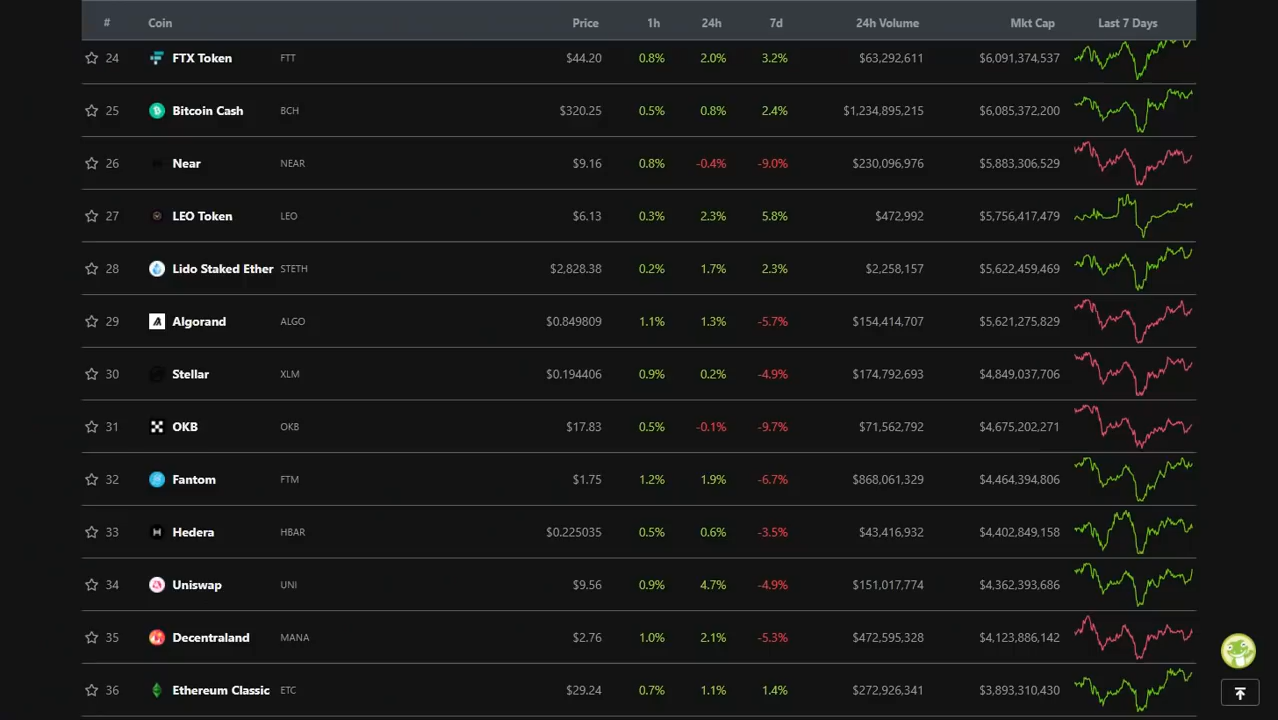 # Coin Price 1h 24h 7d 24h Volume Mkt Cap Last 7 Days
24 FTX Token FTT $44.20 0.8% 2.0% 3.2% $63,292,611 $6,091,374,537
25 Bitcoin Cash BCH $320.25 0.5% 0.8% 2.4% $1,234,895,215 $6,085,372,200
26 Near NEAR $9.16 0.8% -0.4% -9.0% $230,096,976 $5,883,306,529
27 LEO Token LEO $6.13 0.3% 2.3% 5.8% $472,992 $5,756,417,479
28 Lido Staked Ether STETH $2,828.38 0.2% 1.7% 2.3% $2,258,157 $5,622,459,469
29 Algorand ALGO $0.849809 1.1% 1.3% -5.7% $154,414,707 $5,621,275,829
30 Stellar XLM $0.194406 0.9% 0.2% -4.9% $174,792,693 $4,849,037,706
31 OKB OKB $17.83 0.5% -0.1% -9.7% $71,562,792 $4,675,202,271
32 Fantom FTM $1.75 1.2% 1.9% -6.7% $868,061,329 $4,464,394,806
33 Hedera HBAR $0.225035 0.5% 0.6% -3.5% $43,416,932 $4,402,849,158
34 Uniswap UNI $9.56 0.9% 4.7% -4.9% $151,017,774 $4,362,393,686
35 Decentraland MANA $2.76 1.0% 2.1% -5.3% $472,595,328 $4,123,886,142
36 Ethereum Classic ETC $29.24 0.7% 1.1% 1.4% $272,926,341 $3,893,310,430